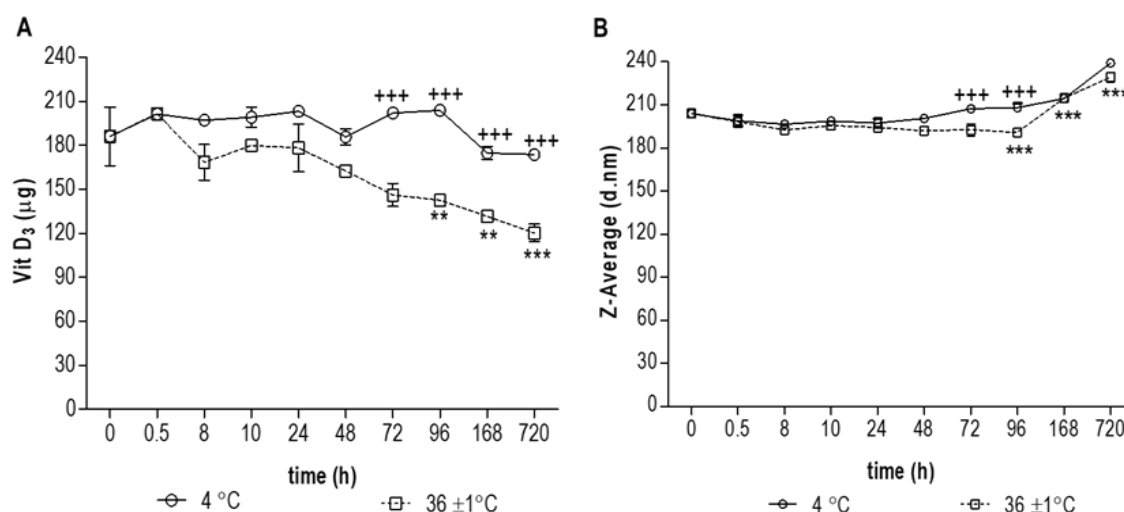 A
240
210
180
150
120
90
60
30
0
Vit D3 (µg)
+++ +++ +++ +++
** ** ***
0 0.5 8 10 24 48 72 96 168 720
time (h)
4 °C 36 ±1°C
B
240
210
180
150
120
90
60
30
0
Z-Average (d.nm)
+++ +++
*** *** ***
0 0.5 8 10 24 48 72 96 168 720
time (h)
4 °C 36 ±1°C